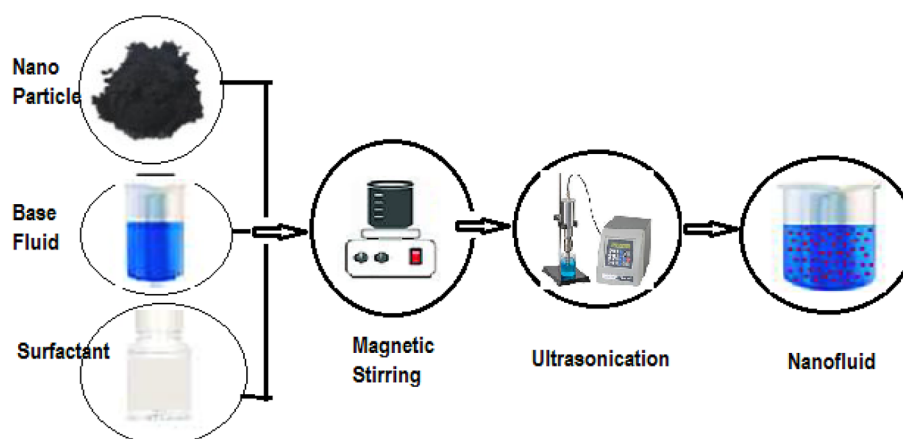 Nano
Particle
Base
Fluid
Surfactant
Magnetic
Stirring
Ultrasonication
Nanofluid